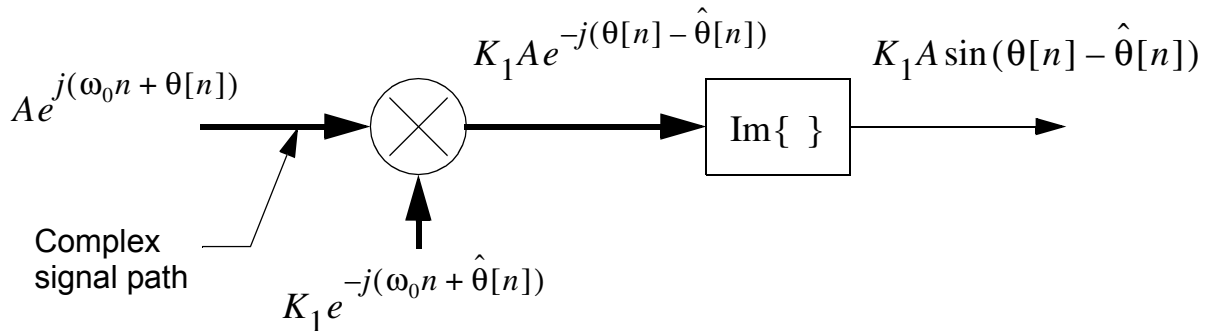 Ae^{j(ω₀n + θ[n])}
K₁Ae^{–j(θ[n] – θ̂[n])}
K₁A sin(θ[n] – θ̂[n])
Im{ }
Complex
signal path
K₁e^{–j(ω₀n + θ̂[n])}